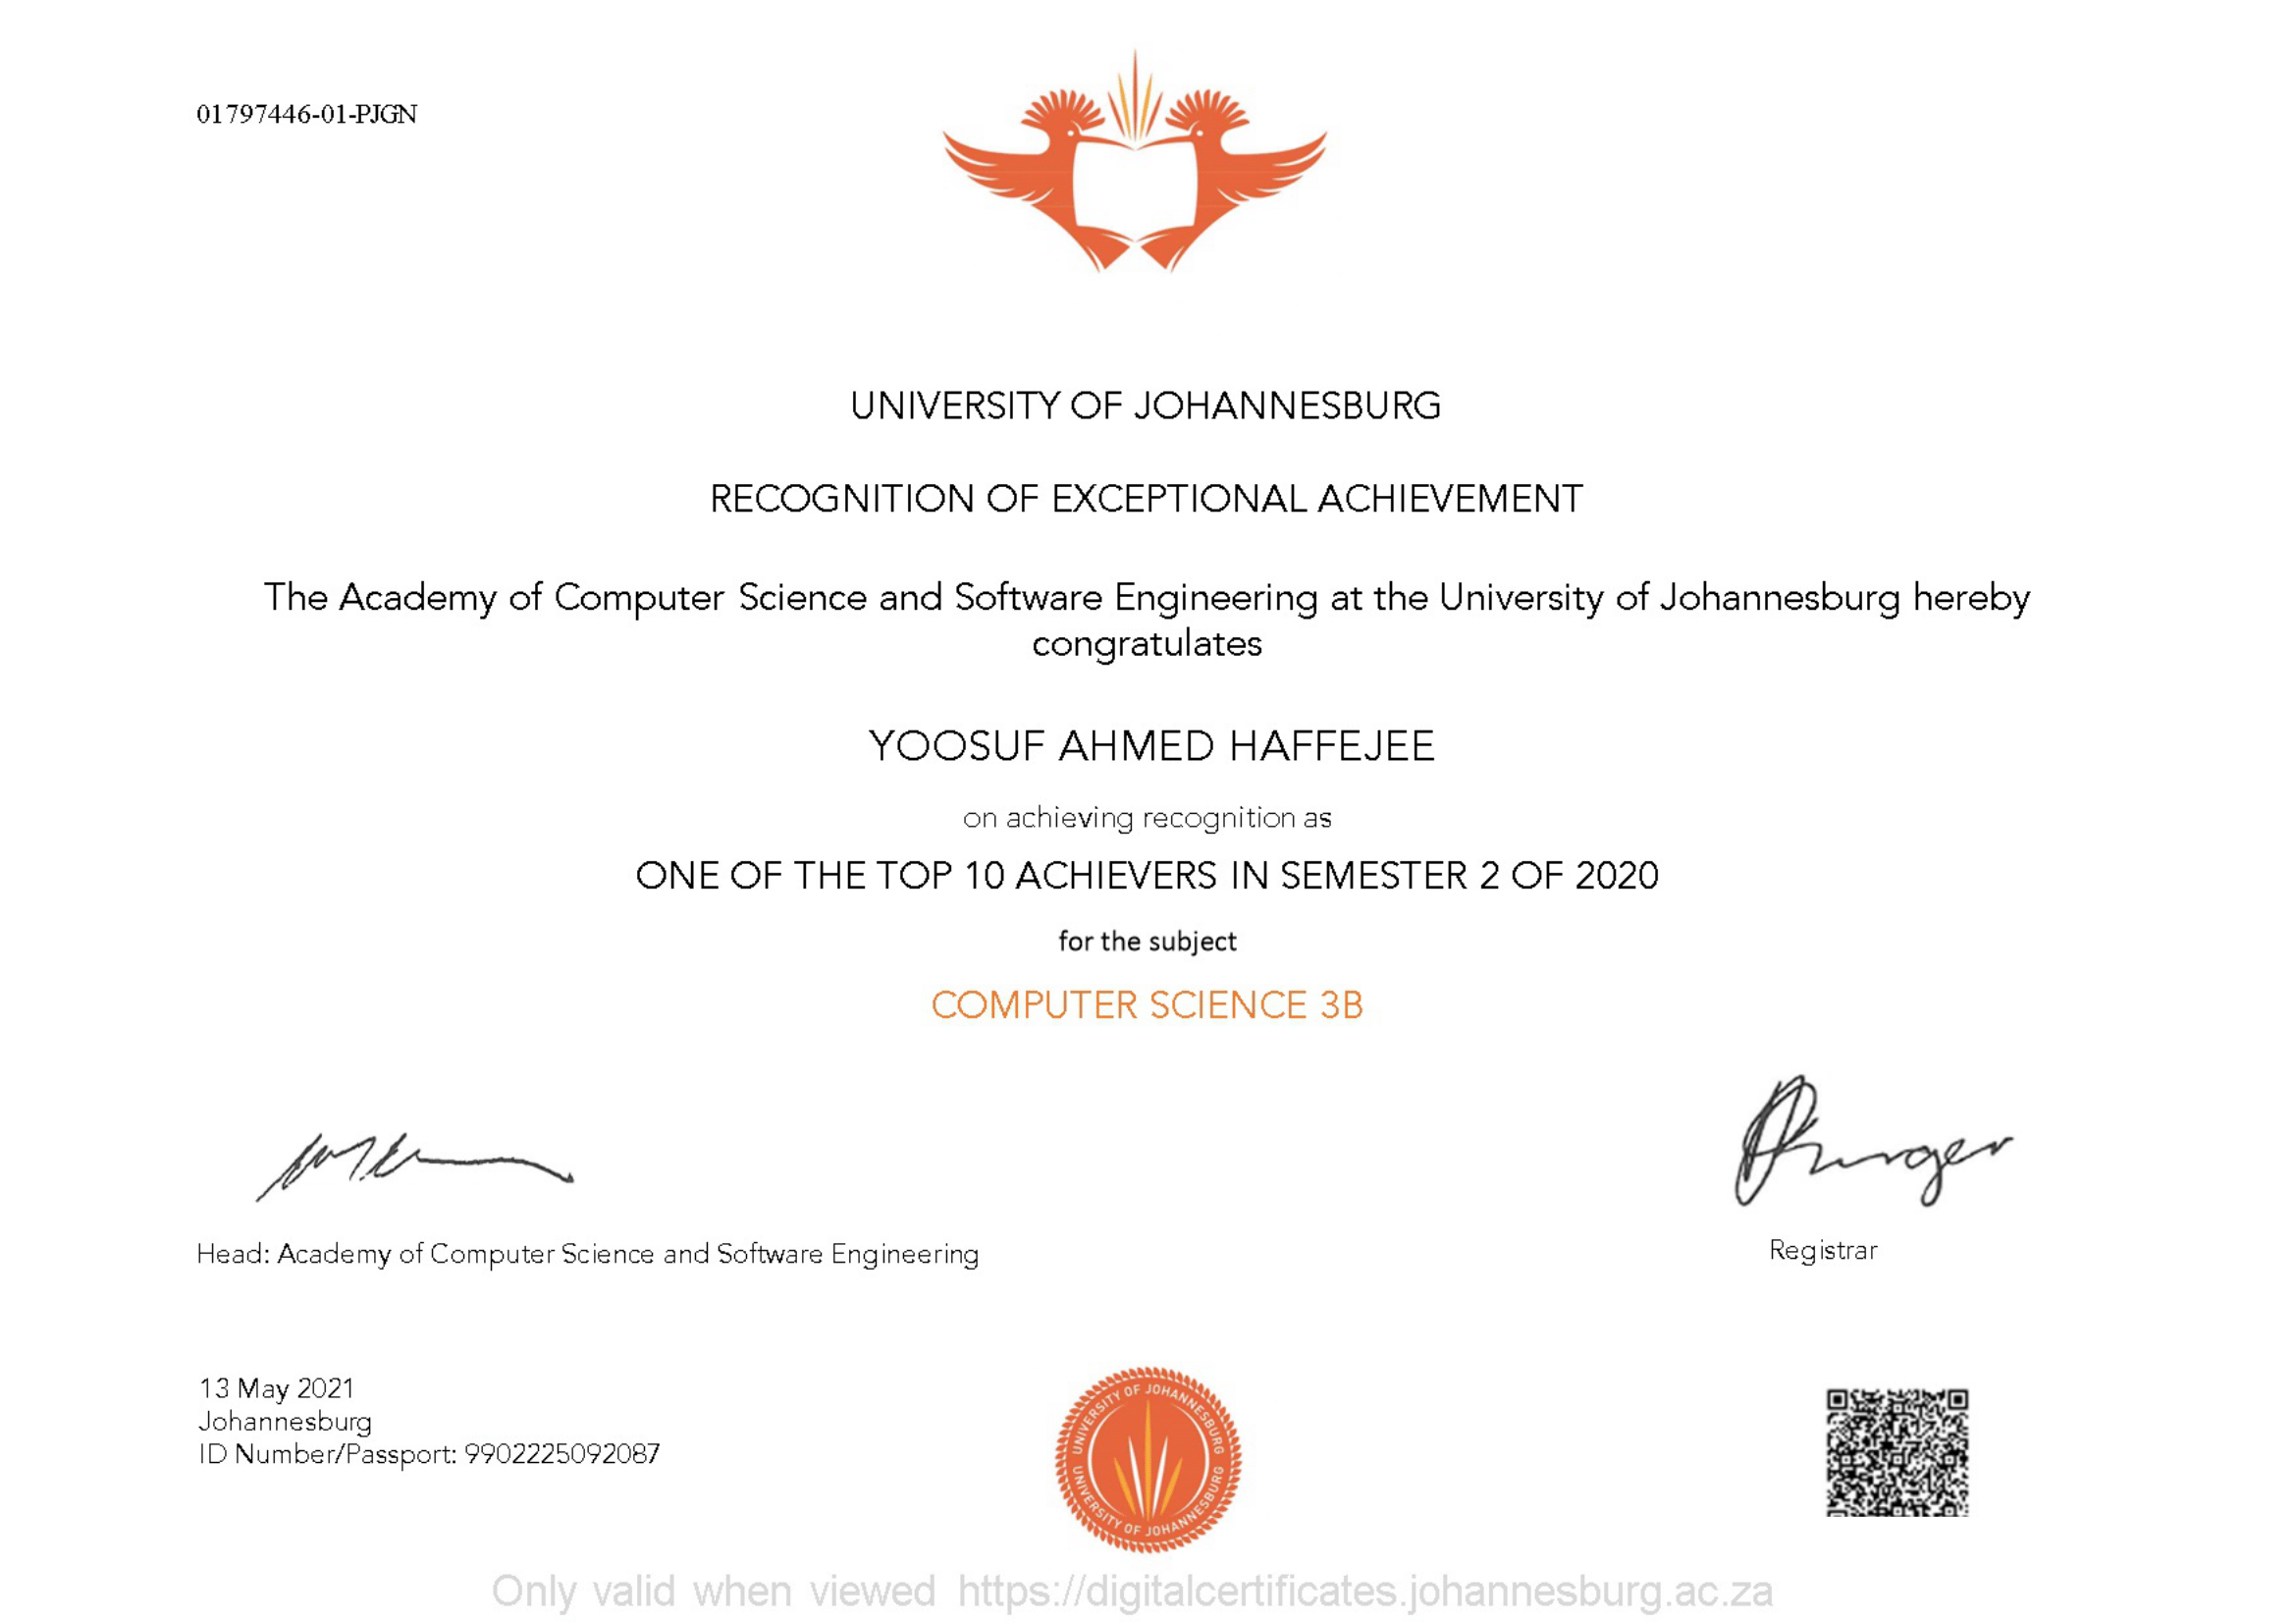 01797446-01-PJGN
UNIVERSITY OF JOHANNESBURG
RECOGNITION OF EXCEPTIONAL ACHIEVEMENT
The Academy of Computer Science and Software Engineering at the University of Johannesburg hereby
congratulates
YOOSUF AHMED HAFFEJEE
on achieving recognition as
ONE OF THE TOP 10 ACHIEVERS IN SEMESTER 2 OF 2020
for the subject
COMPUTER SCIENCE 3B
Head: Academy of Computer Science and Software Engineering
Registrar
13 May 2021
Johannesburg
ID Number/Passport: 9902225092087
UNIVERSITY OF JOHANNESBURG
UNIVERSITY OF JOHANNESBURG
Only valid when viewed https://digitalcertificates.johannesburg.ac.za